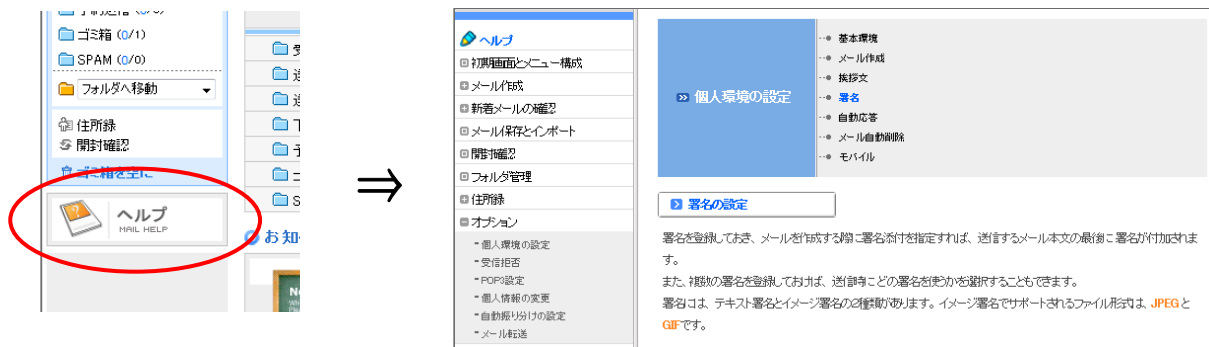 ゴミ箱 (0/1)
SPAM (0/0)
フォルダへ移動
住所録
開封確認
ゴミ箱を空に
ヘルプ
MAIL HELP
お知
⇒
ヘルプ
初期画面とメニュー構成
メール作成
新着メールの確認
メール保存とインポート
開封確認
フォルダ管理
住所録
オプション
個人環境の設定
受信拒否
POP3設定
個人情報の変更
自動振り分けの設定
メール転送
個人環境の設定
基本環境
メール作成
挨拶文
署名
自動応答
メール自動削除
モバイル
署名の設定
署名を登録しておき、メールを作成する際に署名添付を指定すれば、送信するメール本文の最後に署名が付加されま
す。
また、複数の署名を登録しておけば、送信時にどの署名を使うかを選択することもできます。
署名には、テキスト署名とイメージ署名の2種類があります。イメージ署名でサポートされるファイル形式は、JPEGと
GIFです。